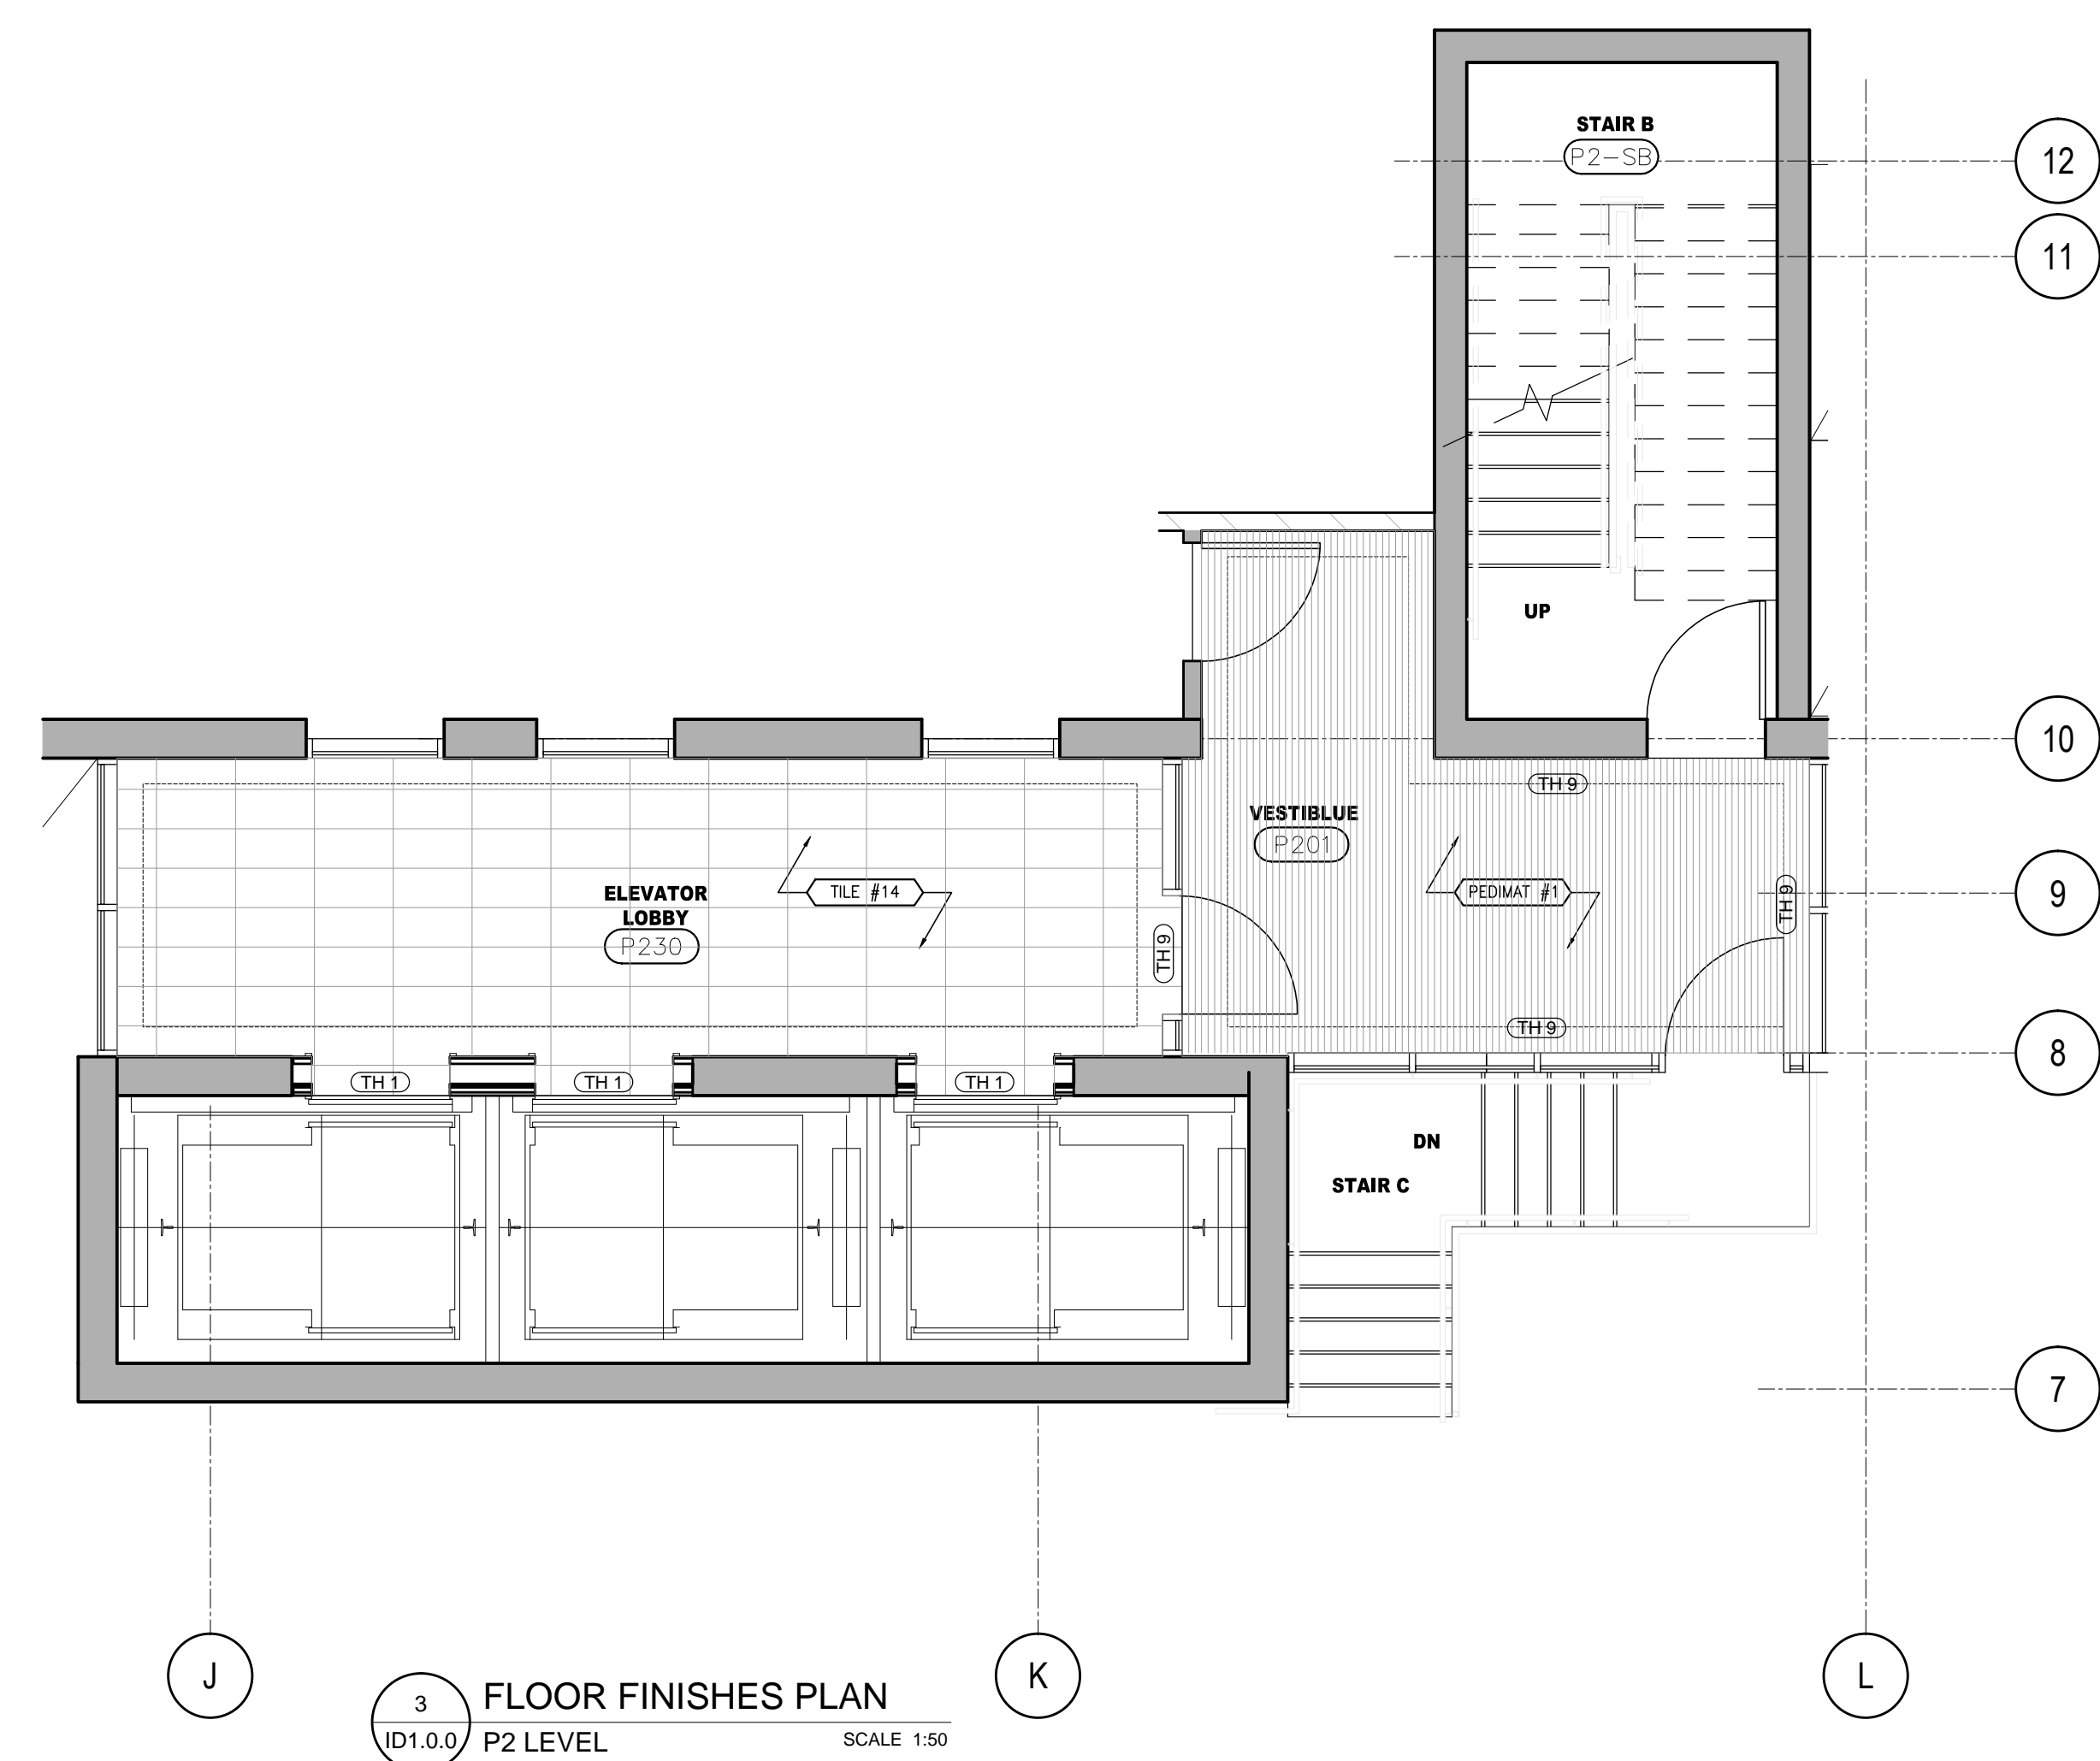 STAIR B
P2-SB
12
11
UP
10
TH 9
VESTIBLUE
P201
TILE #14
PEDIMAT #1
ELEVATOR
LOBBY
P230
TH 9
TH 9
9
TH 9
8
TH 1
TH 1
TH 1
DN
STAIR C
7
J
K
L
3
FLOOR FINISHES PLAN
ID1.0.0
P2 LEVEL
SCALE 1:50